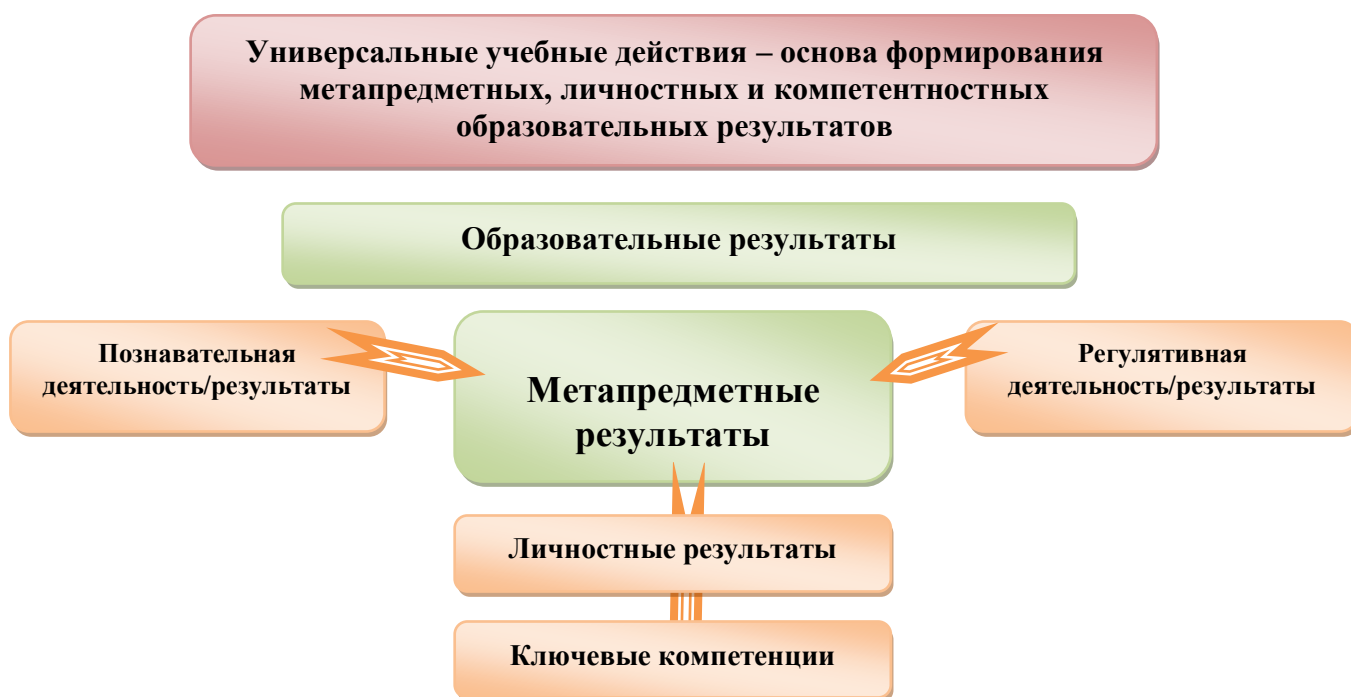 Универсальные учебные действия – основа формирования
метапредметных, личностных и компетентностных
образовательных результатов
Образовательные результаты
Познавательная
деятельность/результаты
Метапредметные
результаты
Регулятивная
деятельность/результаты
Личностные результаты
Ключевые компетенции